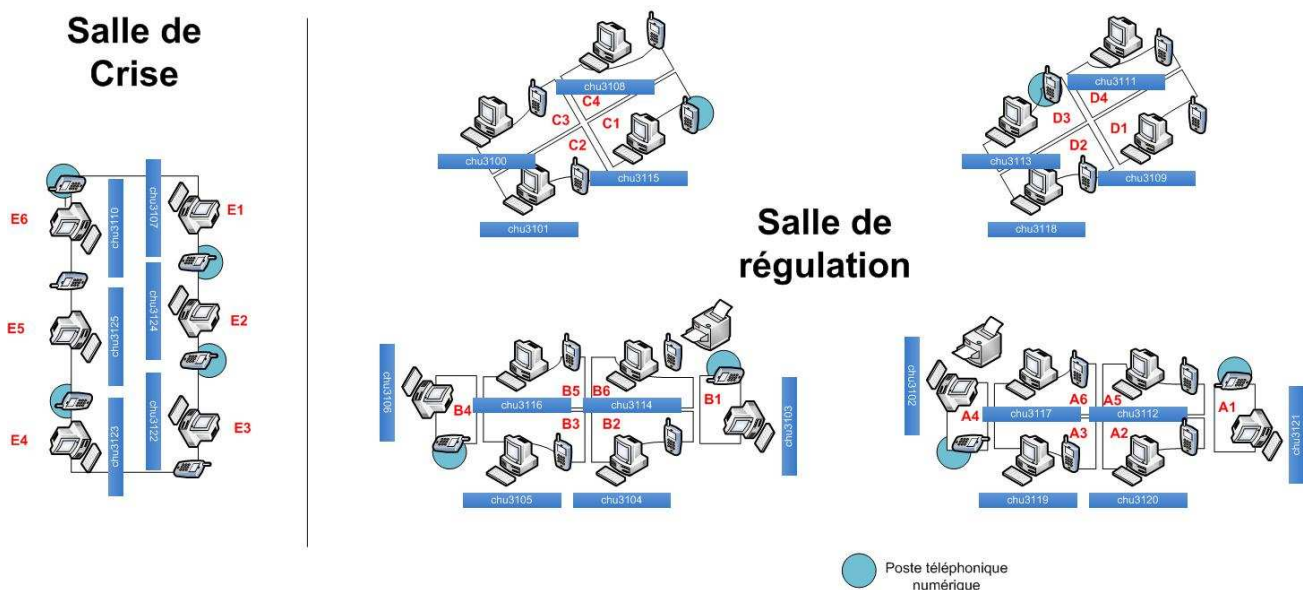 Salle de
Crise
E6
chu3110
chu3107
E1
E5
chu3125
chu3124
E2
E4
chu3123
chu3122
E3
chu3108
C4
C3
C1
C2
chu3100
chu3115
chu3101
chu3111
D4
D3
D1
D2
chu3113
chu3109
chu3118
Salle de
régulation
chu3106
B4
B5
B6
B1
chu3116
chu3114
B3
B2
chu3103
chu3105
chu3104
chu3102
A4
A6
A5
A1
chu3117
chu3112
A3
A2
chu3121
chu3119
chu3120
Poste téléphonique
numérique